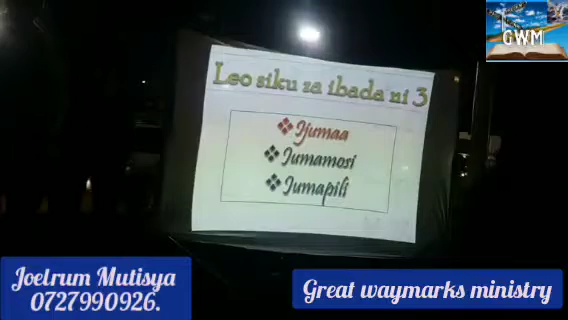 GWM
Leo siku za ibada ni 3
❖ Ijumaa
❖ Jumamosi
❖ Jumapili
Joelrum Mutisya
0727990926.
Great waymarks ministry